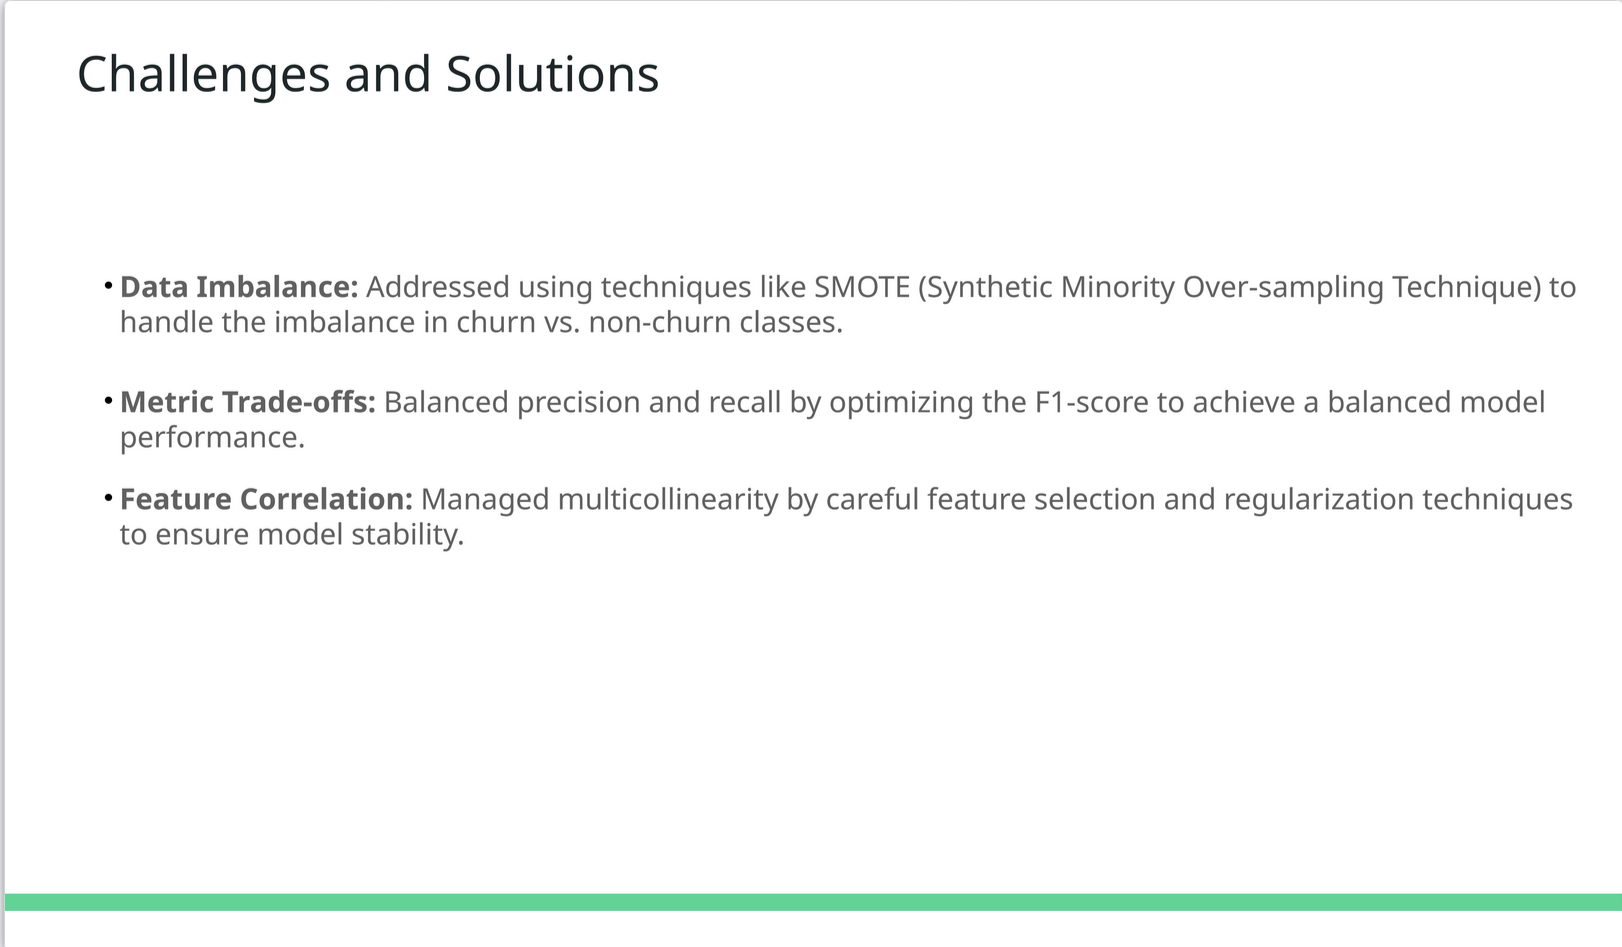 Challenges and Solutions
• Data Imbalance: Addressed using techniques like SMOTE (Synthetic Minority Over-sampling Technique) to
handle the imbalance in churn vs. non-churn classes.
• Metric Trade-offs: Balanced precision and recall by optimizing the F1-score to achieve a balanced model
performance.
• Feature Correlation: Managed multicollinearity by careful feature selection and regularization techniques
to ensure model stability.